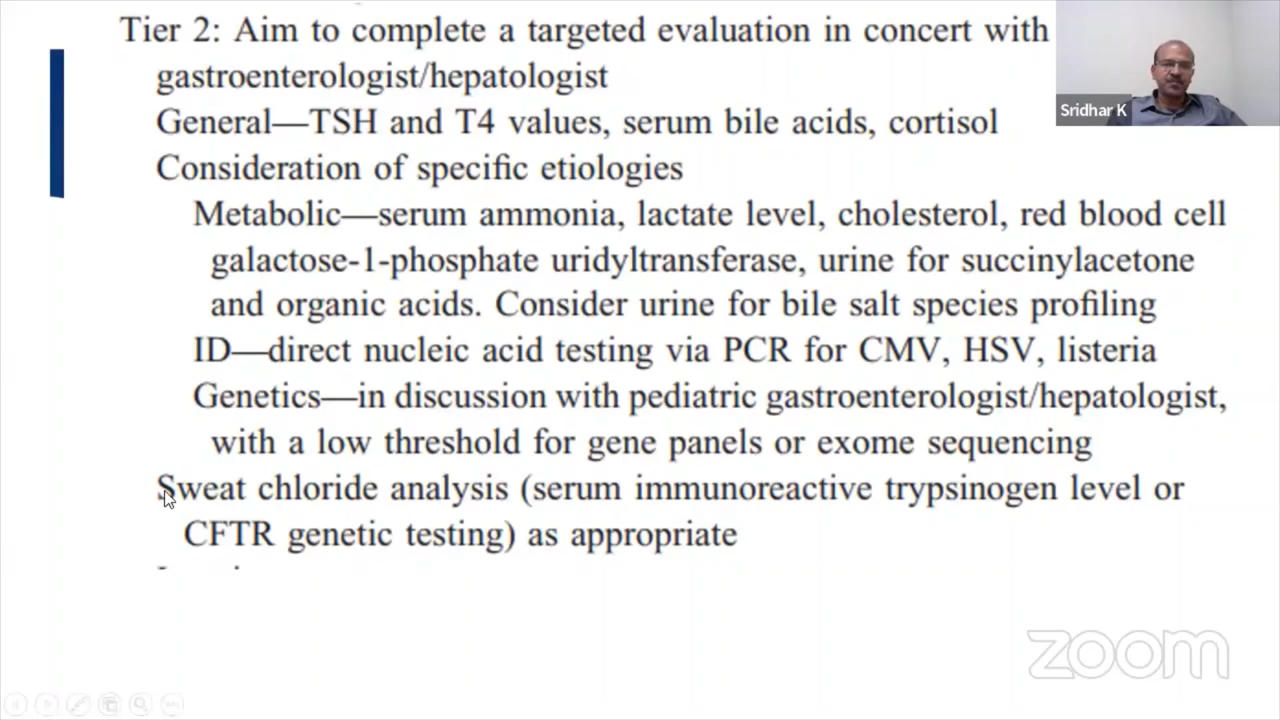 Tier 2: Aim to complete a targeted evaluation in concert with
gastroenterologist/hepatologist
General—TSH and T4 values, serum bile acids, cortisol
Consideration of specific etiologies
Metabolic—serum ammonia, lactate level, cholesterol, red blood cell
galactose-1-phosphate uridyltransferase, urine for succinylacetone
and organic acids. Consider urine for bile salt species profiling
ID—direct nucleic acid testing via PCR for CMV, HSV, listeria
Genetics—in discussion with pediatric gastroenterologist/hepatologist,
with a low threshold for gene panels or exome sequencing
Sweat chloride analysis (serum immunoreactive trypsinogen level or
CFTR genetic testing) as appropriate
Sridhar K
zoom